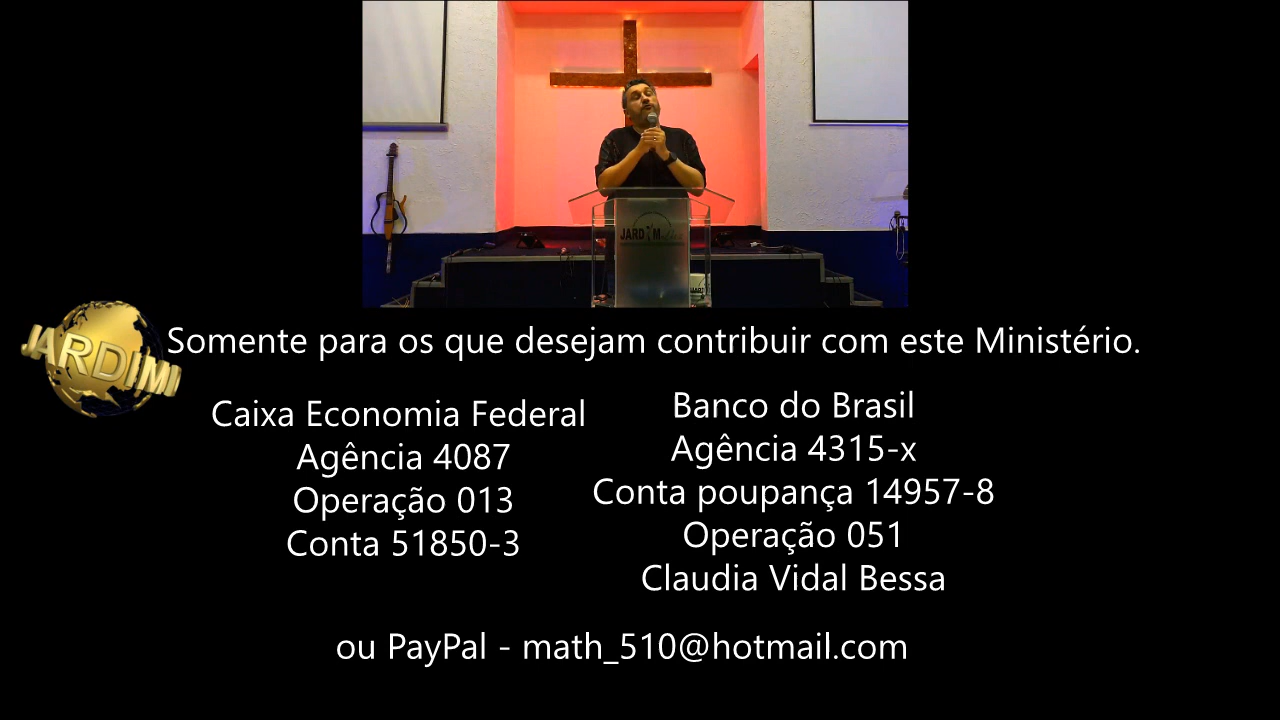 JARDIM
JARDIM
Somente para os que desejam contribuir com este Ministério.
Caixa Economia Federal
Agência 4087
Operação 013
Conta 51850-3
Banco do Brasil
Agência 4315-x
Conta poupança 14957-8
Operação 051
Claudia Vidal Bessa
ou PayPal - math_510@hotmail.com